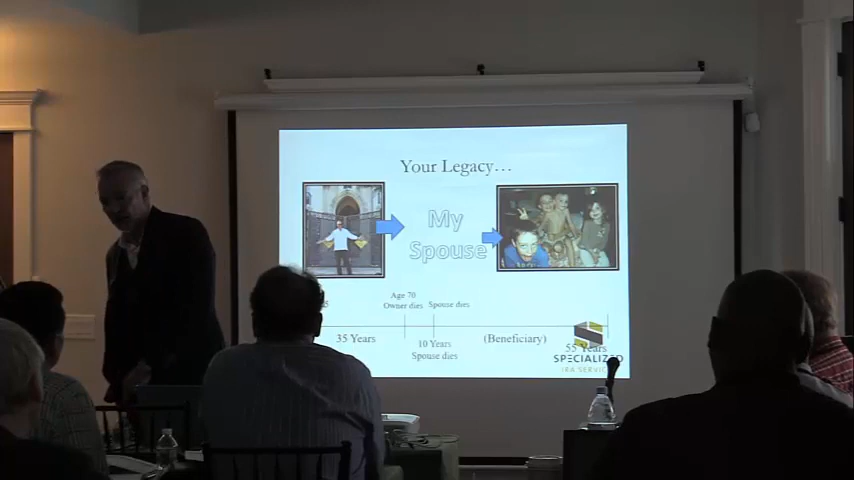 Your Legacy...
My
Spouse
Age 70
Owner dies
Spouse dies
35 Years
10 Years
Spouse dies
(Beneficiary)
55 Years
SPECIALIZED
IRA SERVICES